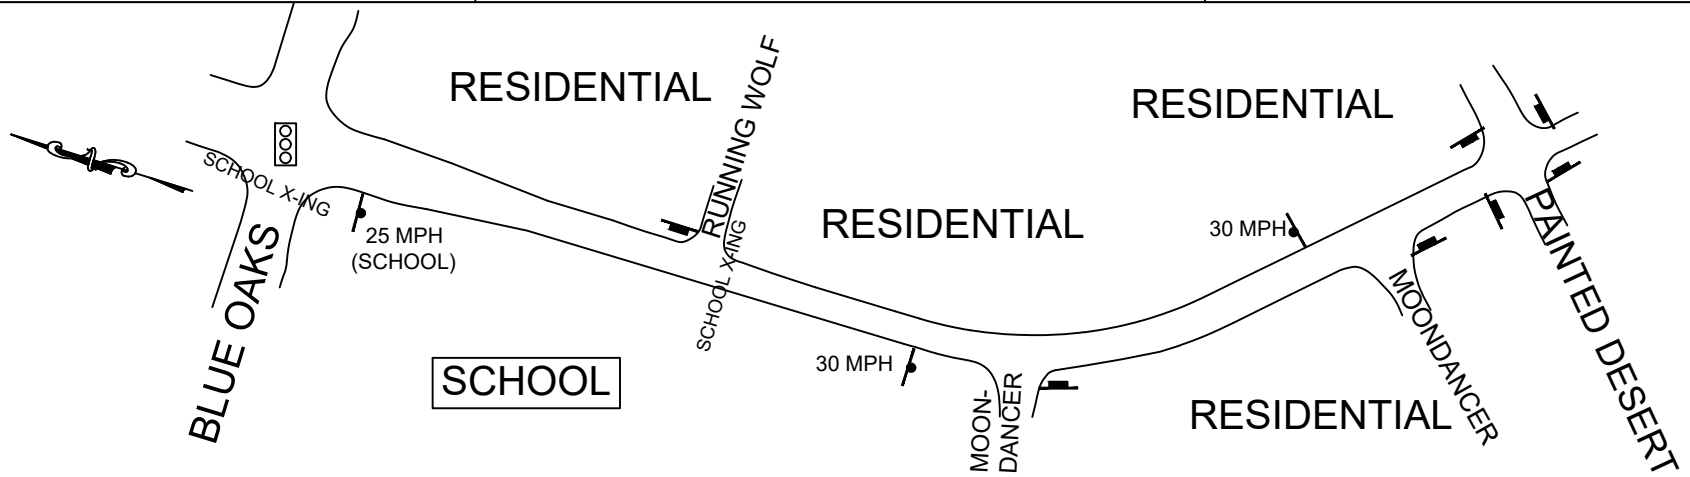 RESIDENTIAL
RUNNING WOLF
RESIDENTIAL
SCHOOL X-ING
BLUE OAKS
25 MPH
(SCHOOL)
SCHOOL X-ING
RESIDENTIAL
30 MPH
PAINTED DESERT
MOONDANCER
SCHOOL
30 MPH
MOON-
DANCER
RESIDENTIAL